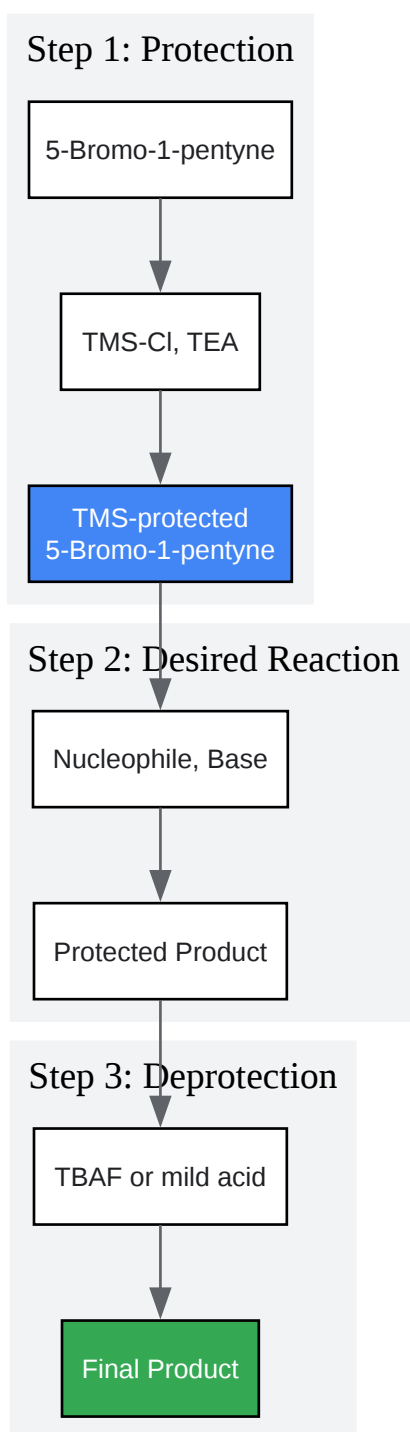 Step 1: Protection
5-Bromo-1-pentyne
TMS-Cl, TEA
TMS-protected
5-Bromo-1-pentyne
Step 2: Desired Reaction
Nucleophile, Base
Protected Product
Step 3: Deprotection
TBAF or mild acid
Final Product